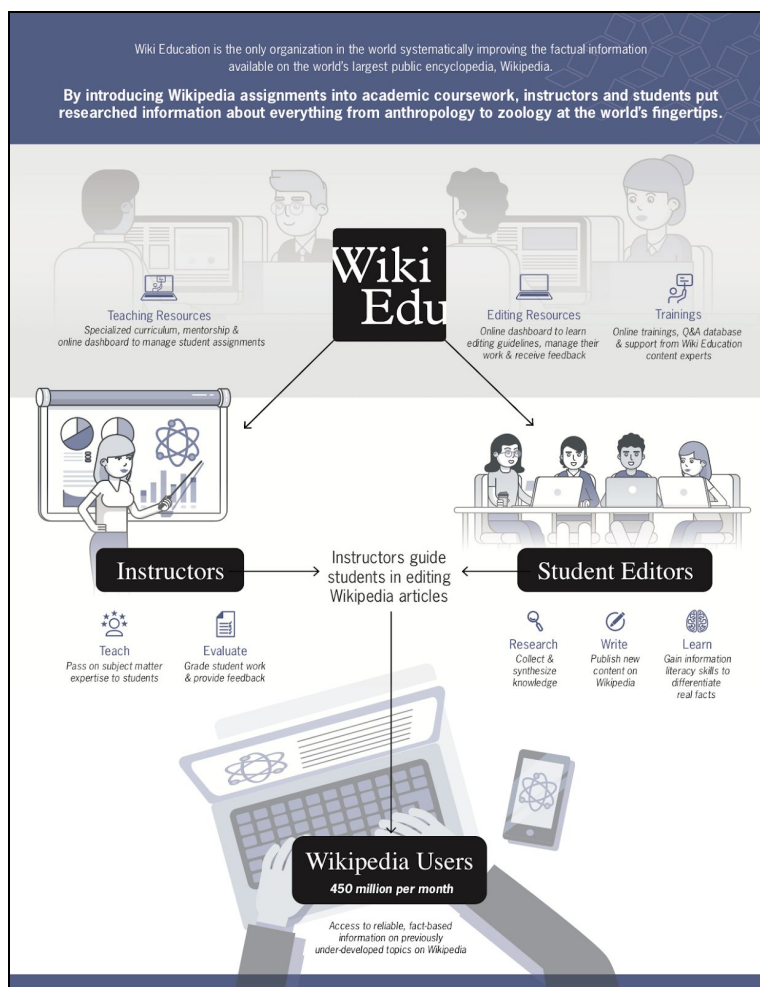 Wiki Education is the only organization in the world systematically improving the factual information
available on the world's largest public encyclopedia, Wikipedia.
By introducing Wikipedia assignments into academic coursework, instructors and students put
researched information about everything from anthropology to zoology at the world's fingertips.
Wiki
Edu
Teaching Resources
Specialized curriculum, mentorship &
online dashboard to manage student assignments
Editing Resources
Online dashboard to learn
editing guidelines, manage their
work & receive feedback
Trainings
Online trainings, Q&A database
& support from Wiki Education
content experts
Instructors
Instructors guide
students in editing
Wikipedia articles
Student Editors
Teach
Pass on subject matter
expertise to students
Evaluate
Grade student work
& provide feedback
Research
Collect &
synthesize
knowledge
Write
Publish new
content on
Wikipedia
Learn
Gain information
literacy skills to
differentiate
real facts
Wikipedia Users
450 million per month
Access to reliable, fact-based
information on previously
under-developed topics on Wikipedia